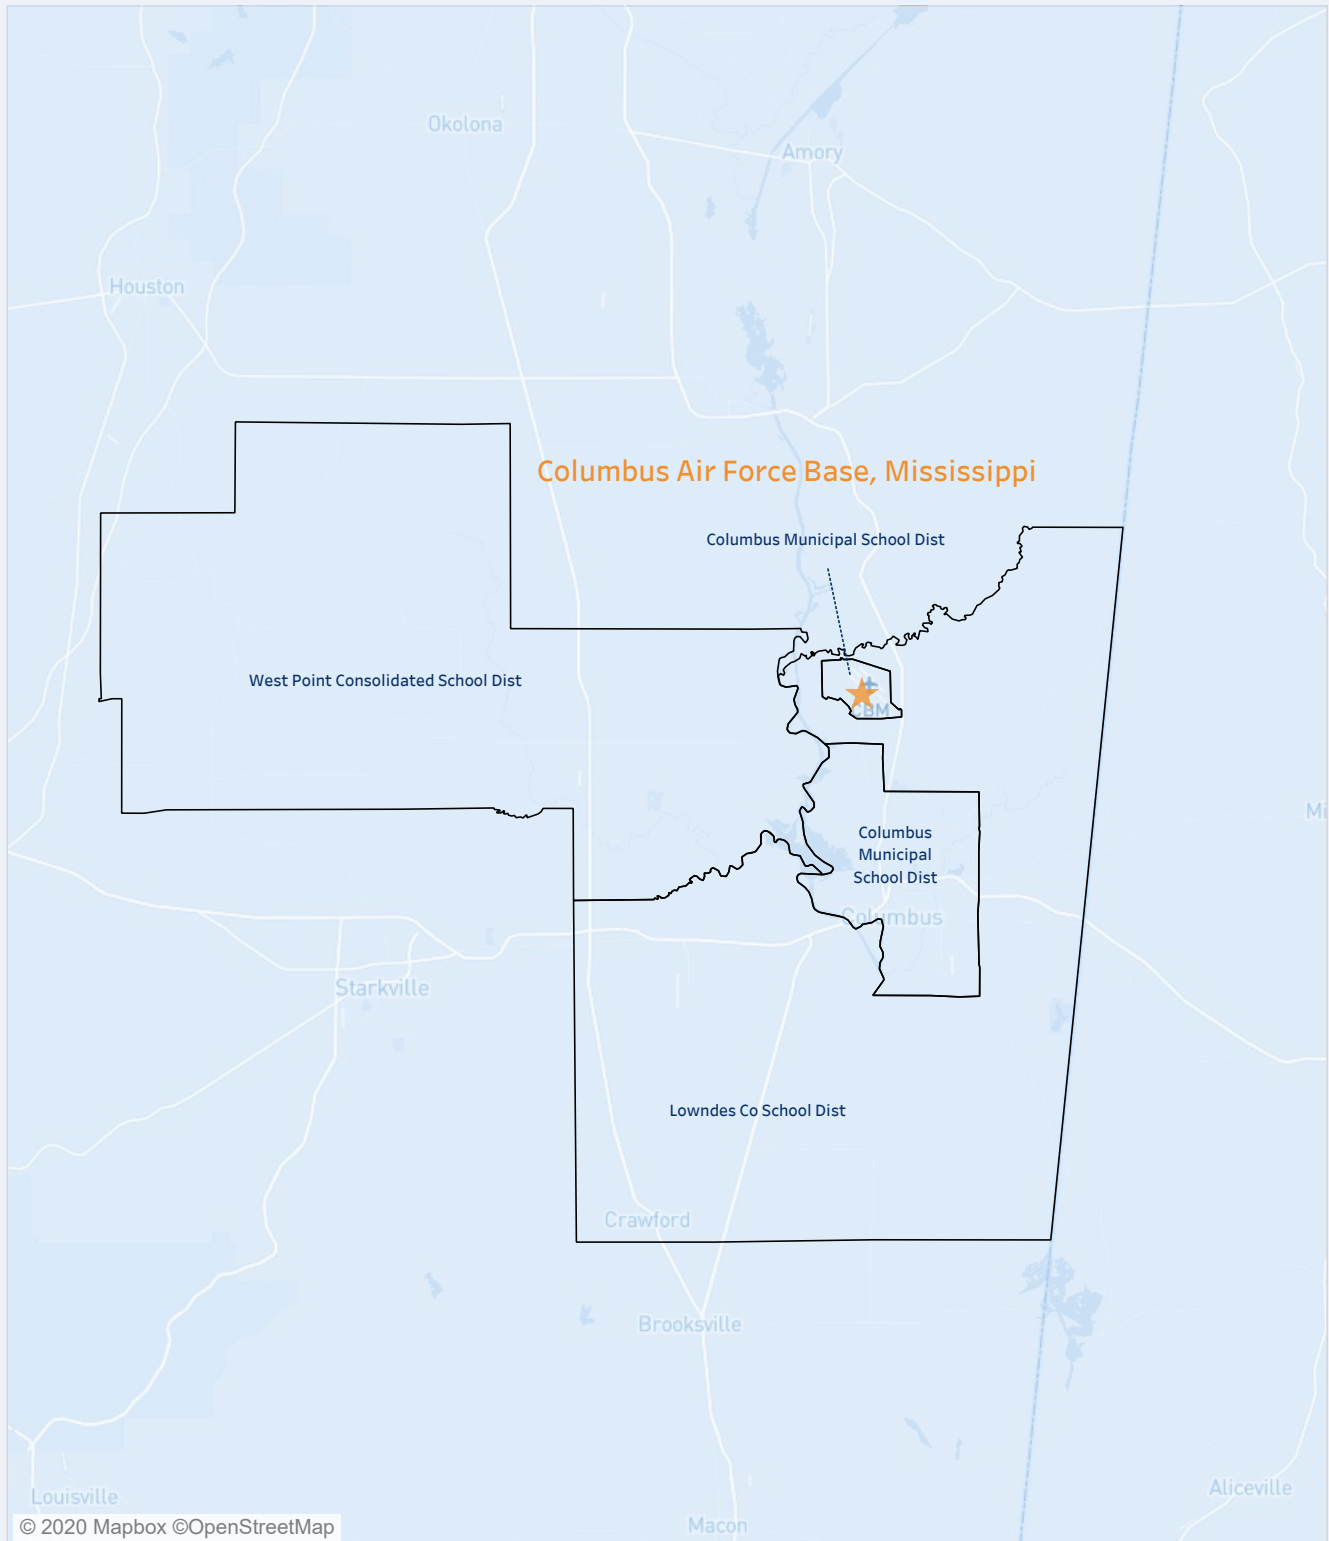 Okolona
Amory
Houston
Columbus Air Force Base, Mississippi
Columbus Municipal School Dist
West Point Consolidated School Dist
CBM
Mi
Columbus
Municipal
School Dist
Columbus
Starkville
Lowndes Co School Dist
Crawford
Brooksville
Aliceville
Louisville
Macon
© 2020 Mapbox ©OpenStreetMap